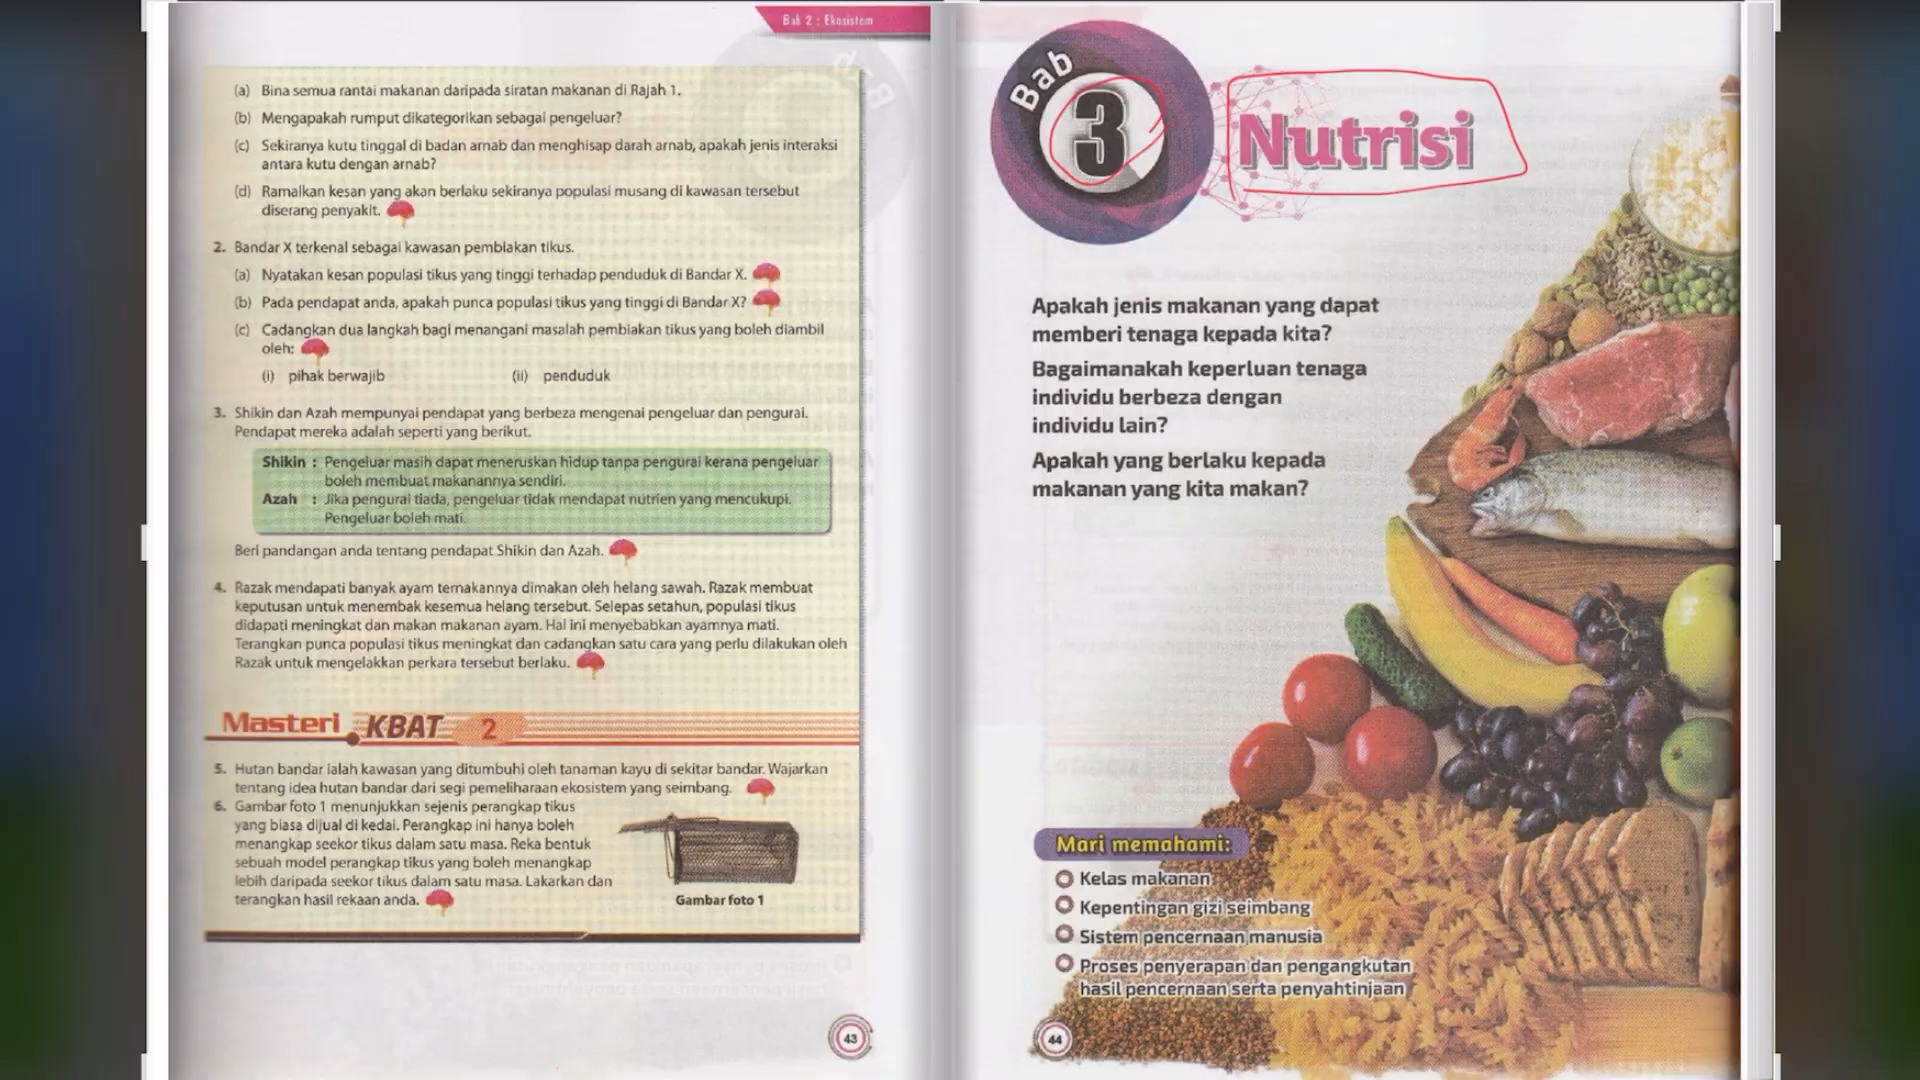 Bab 2 : Ekosistem
(a) Bina semua rantai makanan daripada siratan makanan di Rajah 1.
(b) Mengapakah rumput dikategorikan sebagai pengeluar?
(c) Sekiranya kutu tinggal di badan arnab dan menghisap darah arnab, apakah jenis interaksi
antara kutu dengan arnab?
(d) Ramalkan kesan yang akan berlaku sekiranya populasi musang di kawasan tersebut
diserang penyakit.
2. Bandar X terkenal sebagai kawasan pembiakan tikus.
(a) Nyatakan kesan populasi tikus yang tinggi terhadap penduduk di Bandar X.
(b) Pada pendapat anda, apakah punca populasi tikus yang tinggi di Bandar X?
(c) Cadangkan dua langkah bagi menangani masalah pembiakan tikus yang boleh diambil
oleh:
(i) pihak berwajib (ii) penduduk
3. Shikin dan Azah mempunyai pendapat yang berbeza mengenai pengeluar dan pengurai.
Pendapat mereka adalah seperti yang berikut.
Shikin : Pengeluar masih dapat meneruskan hidup tanpa pengurai kerana pengeluar
boleh membuat makanannya sendiri.
Azah : Jika pengurai tiada, pengeluar tidak mendapat nutrien yang mencukupi.
Pengeluar boleh mati.
Beri pandangan anda tentang pendapat Shikin dan Azah.
4. Razak mendapati banyak ayam ternakannya dimakan oleh helang sawah. Razak membuat
keputusan untuk menembak kesemua helang tersebut. Selepas setahun, populasi tikus
didapati meningkat dan makan makanan ayam. Hal ini menyebabkan ayamnya mati.
Terangkan punca populasi tikus meningkat dan cadangkan satu cara yang perlu dilakukan oleh
Razak untuk mengelakkan perkara tersebut berlaku.
Masteri KBAT 2
5. Hutan bandar ialah kawasan yang ditumbuhi oleh tanaman kayu di sekitar bandar. Wajarkan
tentang idea hutan bandar dari segi pemeliharaan ekosistem yang seimbang.
6. Gambar foto 1 menunjukkan sejenis perangkap tikus
yang biasa dijual di kedai. Perangkap ini hanya boleh
menangkap seekor tikus dalam satu masa. Reka bentuk
sebuah model perangkap tikus yang boleh menangkap
lebih daripada seekor tikus dalam satu masa. Lakarkan dan
terangkan hasil rekaan anda.
Gambar foto 1
43
Bab
3
Nutrisi
Apakah jenis makanan yang dapat
memberi tenaga kepada kita?
Bagaimanakah keperluan tenaga
individu berbeza dengan
individu lain?
Apakah yang berlaku kepada
makanan yang kita makan?
Mari memahami:
Kelas makanan
Kepentingan gizi seimbang
Sistem pencernaan manusia
Proses penyerapan dan pengangkutan
hasil pencernaan serta penyahtinjaan
44